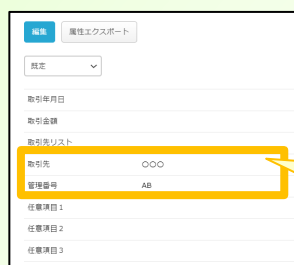 編集 属性エクスポート
既定
取引年月日
取引金額
取引先リスト
取引先 〇〇〇
管理番号 AB
任意項目1
任意項目2
任意項目3